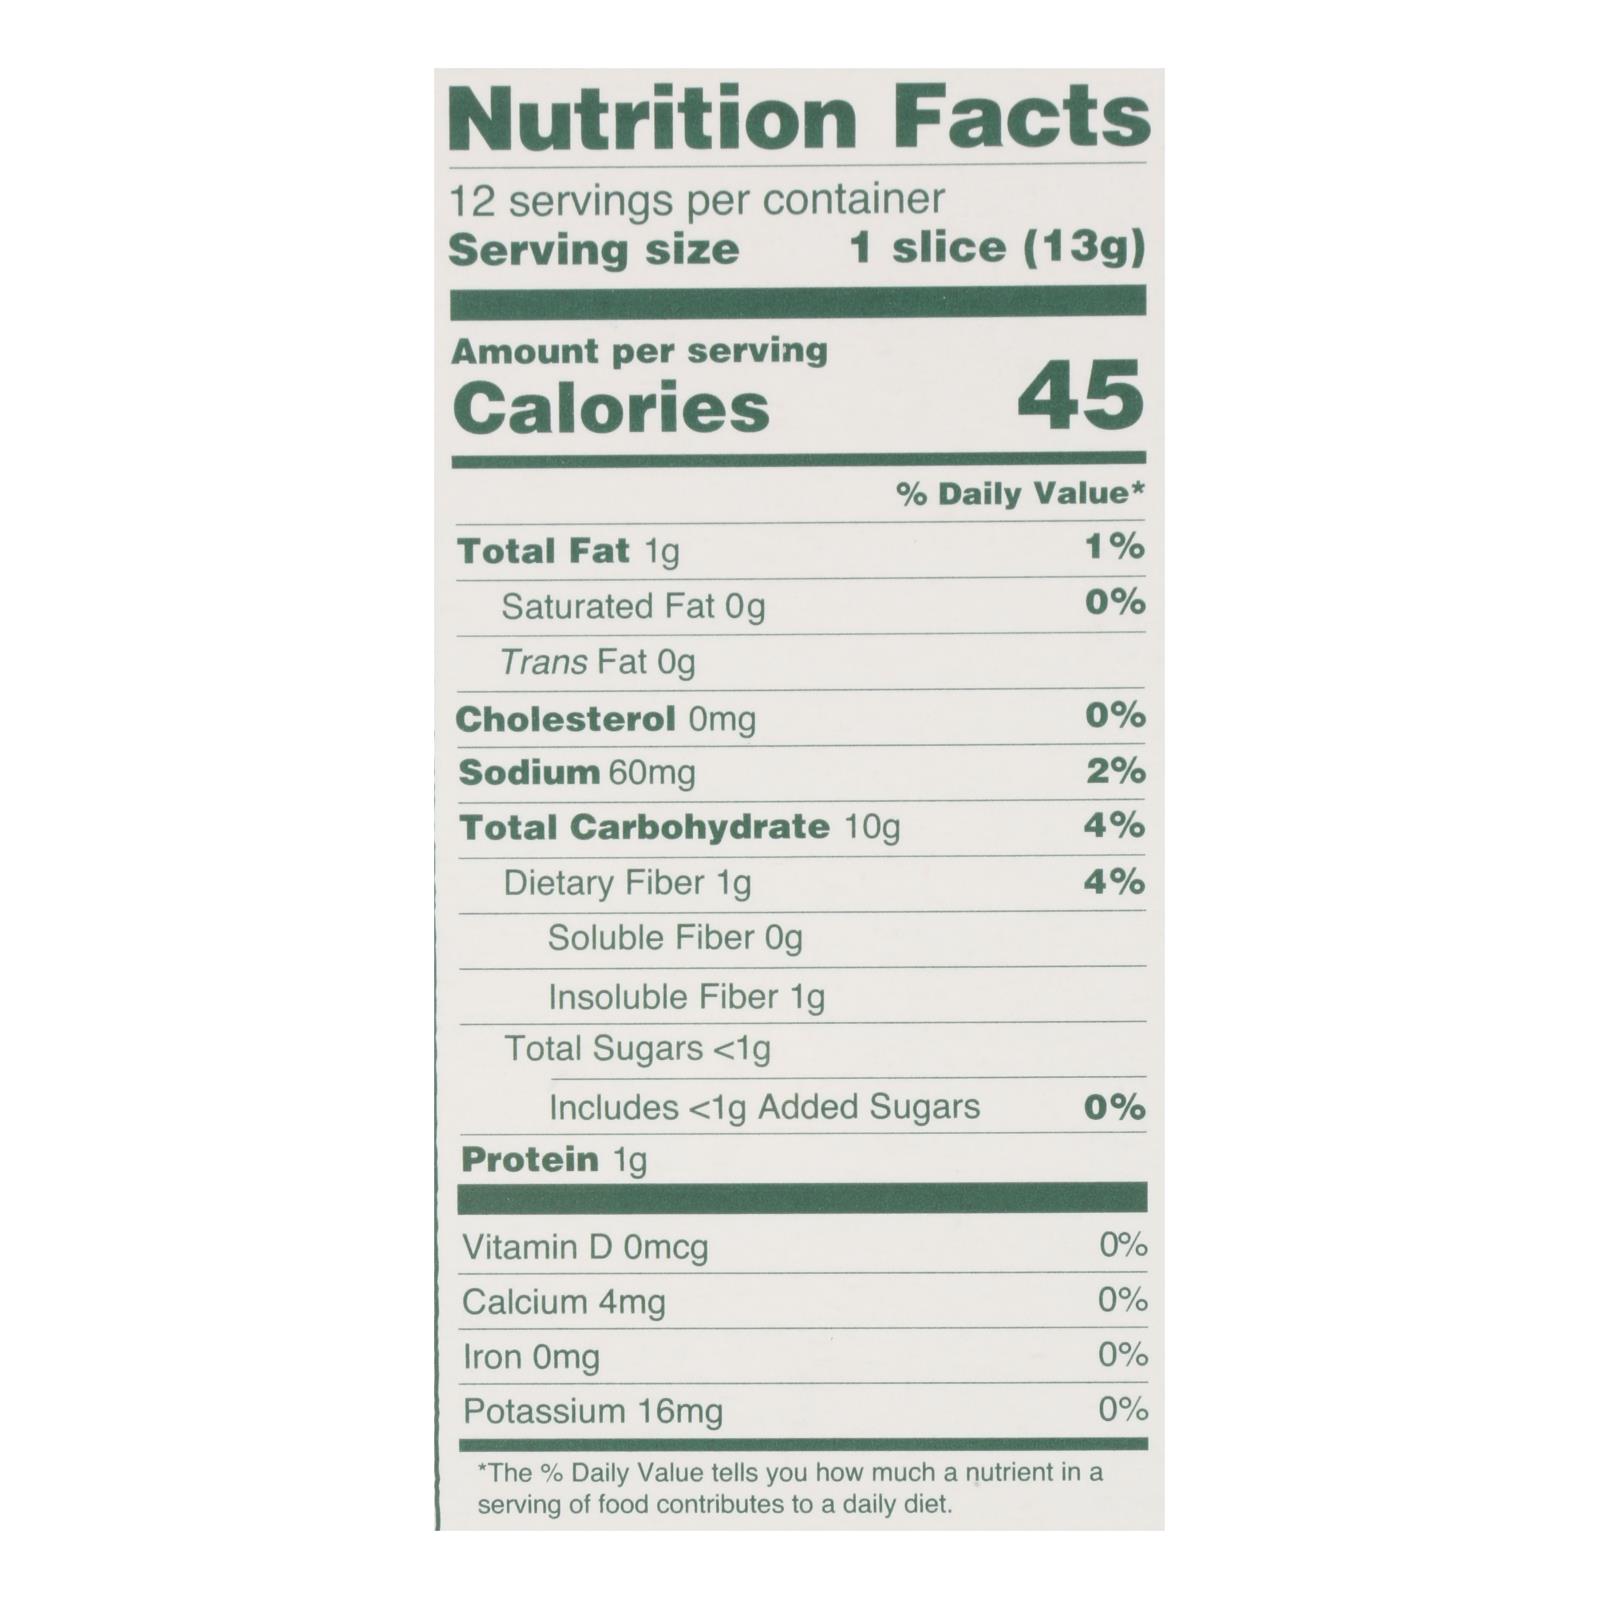 Nutrition Facts
12 servings per container
Serving size 1 slice (13g)
Amount per serving
Calories 45
% Daily Value*
Total Fat 1g 1%
Saturated Fat 0g 0%
Trans Fat 0g
Cholesterol 0mg 0%
Sodium 60mg 2%
Total Carbohydrate 10g 4%
Dietary Fiber 1g 4%
Soluble Fiber 0g
Insoluble Fiber 1g
Total Sugars <1g
Includes <1g Added Sugars 0%
Protein 1g
Vitamin D 0mcg 0%
Calcium 4mg 0%
Iron 0mg 0%
Potassium 16mg 0%
*The % Daily Value tells you how much a nutrient in a
serving of food contributes to a daily diet.